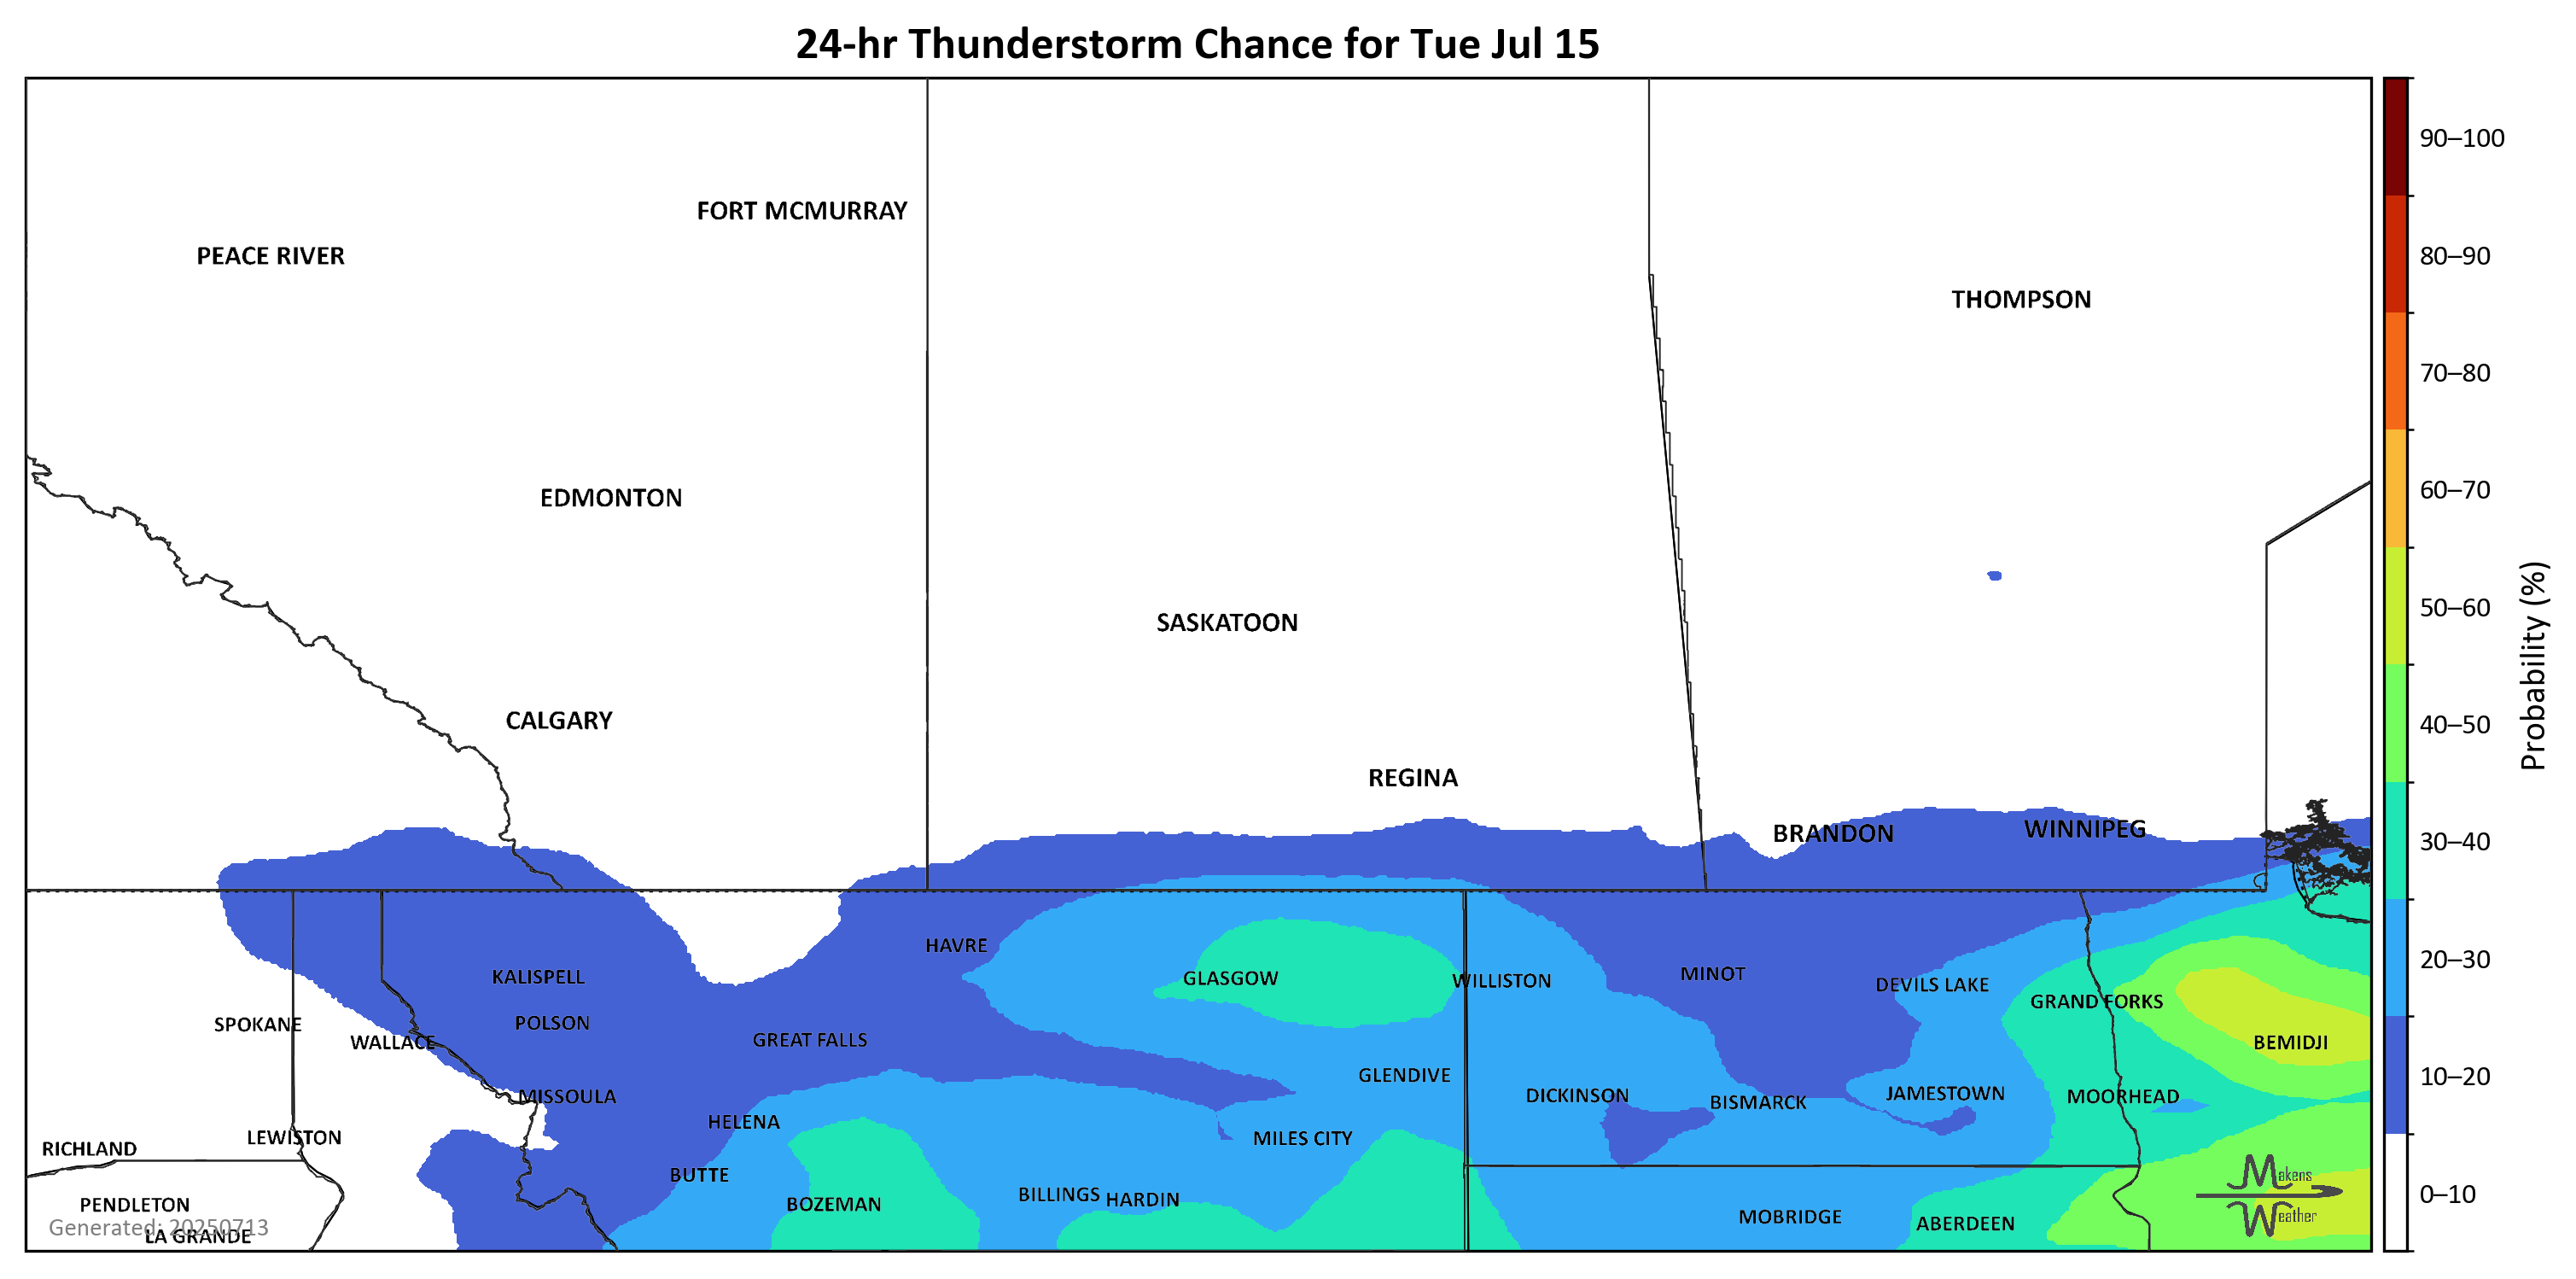 24-hr Thunderstorm Chance for Tue Jul 15
90–100
FORT MCMURRAY
PEACE RIVER
80–90
THOMPSON
70–80
EDMONTON
60–70
50–60
SASKATOON
Probability (%)
CALGARY
40–50
REGINA
BRANDON
WINNIPEG
30–40
HAVRE
20–30
KALISPELL
GLASGOW
WILLISTON
MINOT
DEVILS LAKE
GRAND FORKS
SPOKANE
POLSON
WALLACE
GREAT FALLS
BEMIDJI
10–20
GLENDIVE
MISSOULA
DICKINSON
BISMARCK
JAMESTOWN
MOORHEAD
HELENA
RICHLAND
LEWISTON
MILES CITY
BUTTE
Makens
PENDLETON
BOZEMAN
BILLINGS
HARDIN
0–10
MOBRIDGE
ABERDEEN
Weather
Generated: 20250713
LA GRANDE